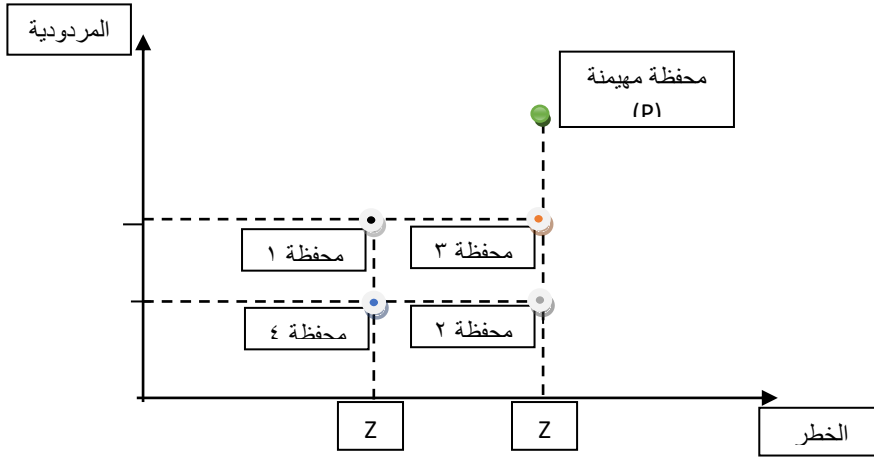 المردودية
محفظة مهيمنة
(P)
محفظة ١
محفظة ٣
محفظة ٤
محفظة ٢
Z
Z
الخطر